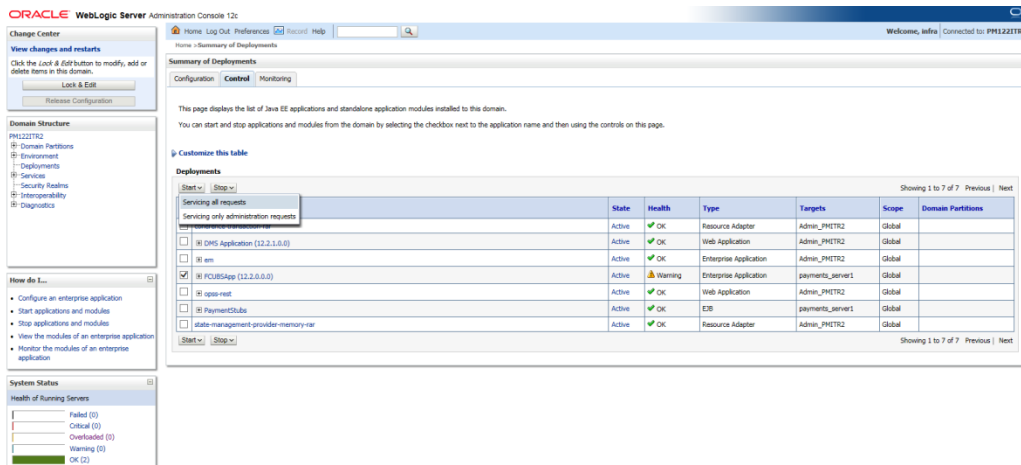 ORACLE WebLogic Server Administration Console 12c
Change Center
View changes and restarts
Click the Lock & Edit button to modify, add or
delete items in this domain.
Lock & Edit
Release Configuration
Domain Structure
PM122ITR2
Domain Partitions
Environment
Deployments
Services
Security Realms
Interoperability
Diagnostics
How do I...
Configure an enterprise application
Start applications and modules
Stop applications and modules
View the modules of an enterprise application
Monitor the modules of an enterprise
application
System Status
Health of Running Servers
Failed (0)
Critical (0)
Overloaded (0)
Warning (0)
OK (2)
Home Log Out Preferences Record Help
Welcome, infra Connected to: PM122ITR
Home >Summary of Deployments
Summary of Deployments
Configuration Control Monitoring
This page displays the list of Java EE applications and standalone application modules installed to this domain.
You can start and stop applications and modules from the domain by selecting the checkbox next to the application name and then using the controls on this page.
Customize this table
Deployments
Start Stop Showing 1 to 7 of 7 Previous | Next
Servicing all requests
Servicing only administration requests
State Health Type Targets Scope Domain Partitions
coherence-transaction-rar Active OK Resource Adapter Admin_PMITR2 Global
DMS Application (12.2.1.0.0) Active OK Web Application Admin_PMITR2 Global
em Active OK Enterprise Application Admin_PMITR2 Global
FCUBSApp (12.2.0.0.0) Active Warning Enterprise Application payments_server1 Global
opss-rest Active OK Web Application Admin_PMITR2 Global
PaymentStubs Active OK EJB payments_server1 Global
state-management-provider-memory-rar Active OK Resource Adapter Admin_PMITR2 Global
Start Stop Showing 1 to 7 of 7 Previous | Next